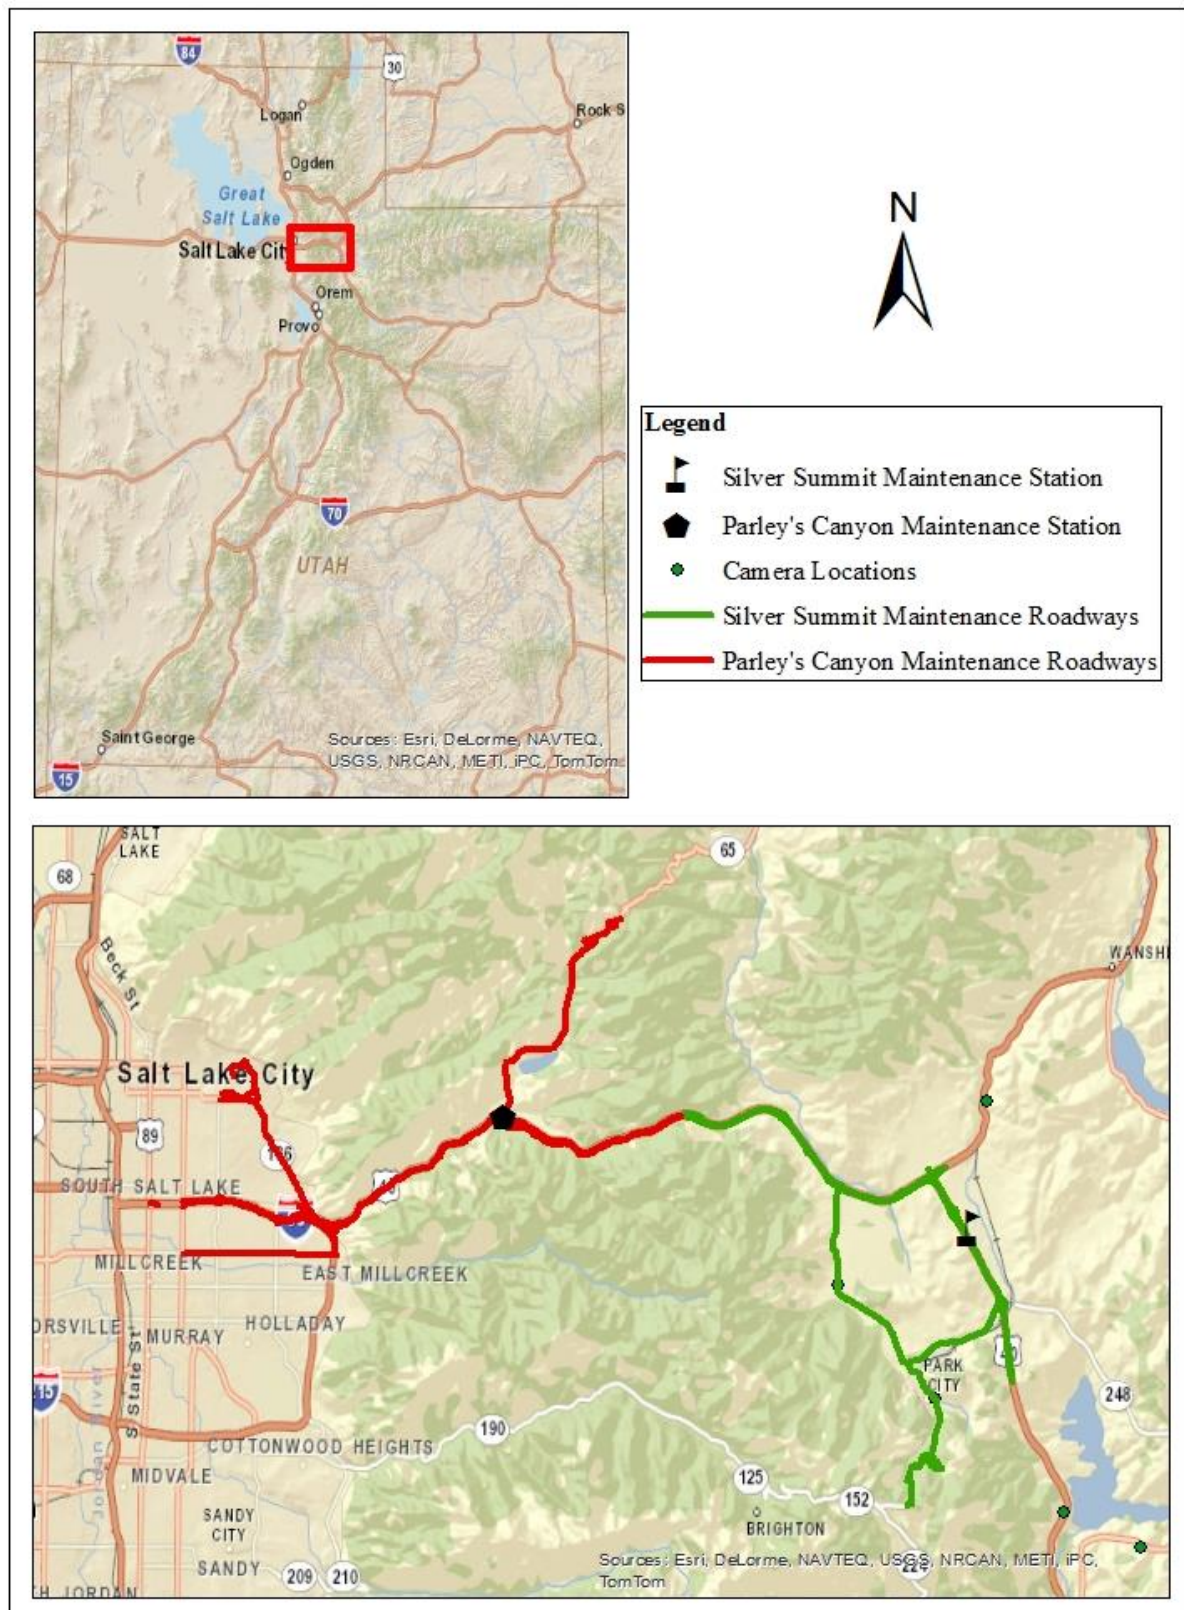 84
30
Logan
Rock S
Ogden
Great
Salt Lake
Salt Lake City
Orem
Provo
70
UTAH
Saint George
15
Sources: Esri, DeLorme, NAVTEQ,
USGS, NRCAN, METI, iPC, TomTom
N
Legend
Silver Summit Maintenance Station
Parley's Canyon Maintenance Station
Camera Locations
Silver Summit Maintenance Roadways
Parley's Canyon Maintenance Roadways
SALT
LAKE
65
68
Beck St
WANSHI
Salt Lake City
89
186
SOUTH SALT LAKE
MILLCREEK
EAST MILLCREEK
ORSVILLE
MURRAY
HOLLADAY
S State St
Jordan River
215
PARK
CITY
40
248
190
COTTONWOOD HEIGHTS
MIDVALE
125
152
BRIGHTON
SANDY
CITY
SANDY
209
210
224
H JORDAN
Sources: Esri, DeLorme, NAVTEQ, USGS, NRCAN, METI, iPC,
TomTom